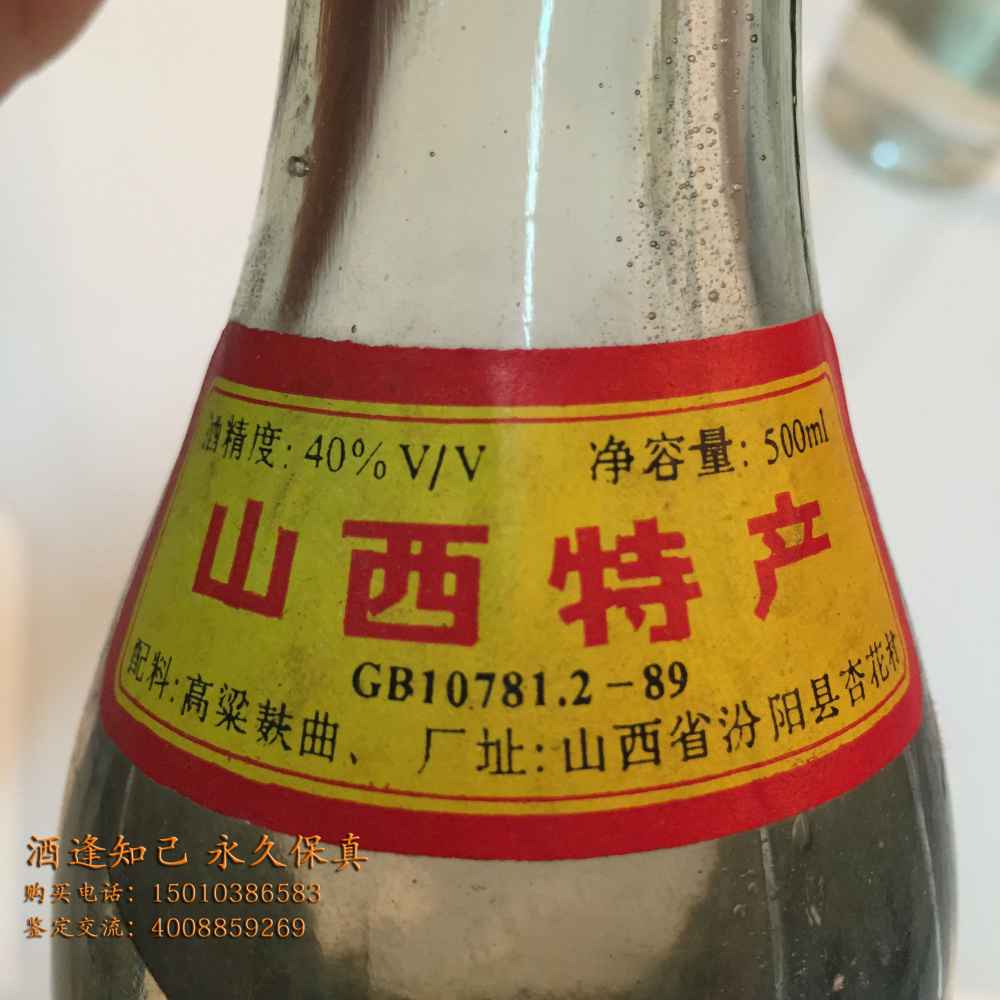 酒精度: 40% V/V 净容量: 500ml
山西特产
GB10781.2-89
配料:高粱麸曲、 厂址:山西省汾阳县杏花村
酒逢知己 永久保真
购买电话: 15010386583
鉴定交流: 4008859269